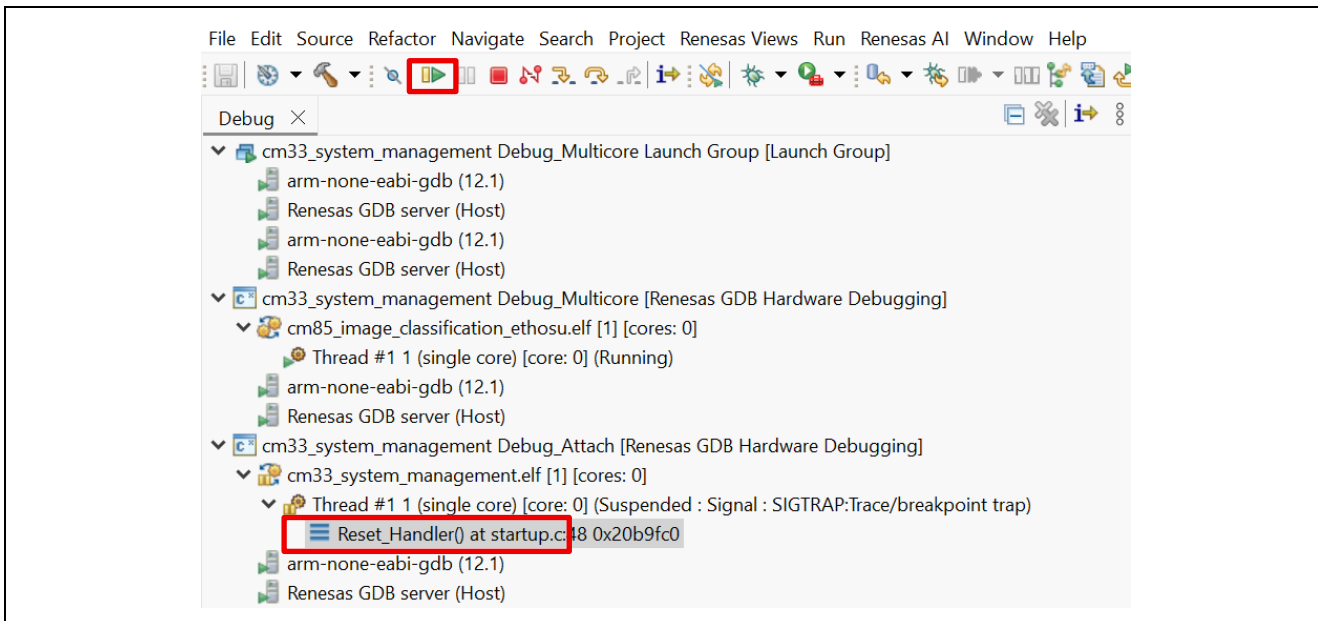 File Edit Source Refactor Navigate Search Project Renesas Views Run Renesas AI Window Help
Debug
cm33_system_management Debug_Multicore Launch Group [Launch Group]
arm-none-eabi-gdb (12.1)
Renesas GDB server (Host)
arm-none-eabi-gdb (12.1)
Renesas GDB server (Host)
cm33_system_management Debug_Multicore [Renesas GDB Hardware Debugging]
cm85_image_classification_ethosu.elf [1] [cores: 0]
Thread #1 1 (single core) [core: 0] (Running)
arm-none-eabi-gdb (12.1)
Renesas GDB server (Host)
cm33_system_management Debug_Attach [Renesas GDB Hardware Debugging]
cm33_system_management.elf [1] [cores: 0]
Thread #1 1 (single core) [core: 0] (Suspended : Signal : SIGTRAP:Trace/breakpoint trap)
Reset_Handler() at startup.c:48 0x20b9fc0
arm-none-eabi-gdb (12.1)
Renesas GDB server (Host)